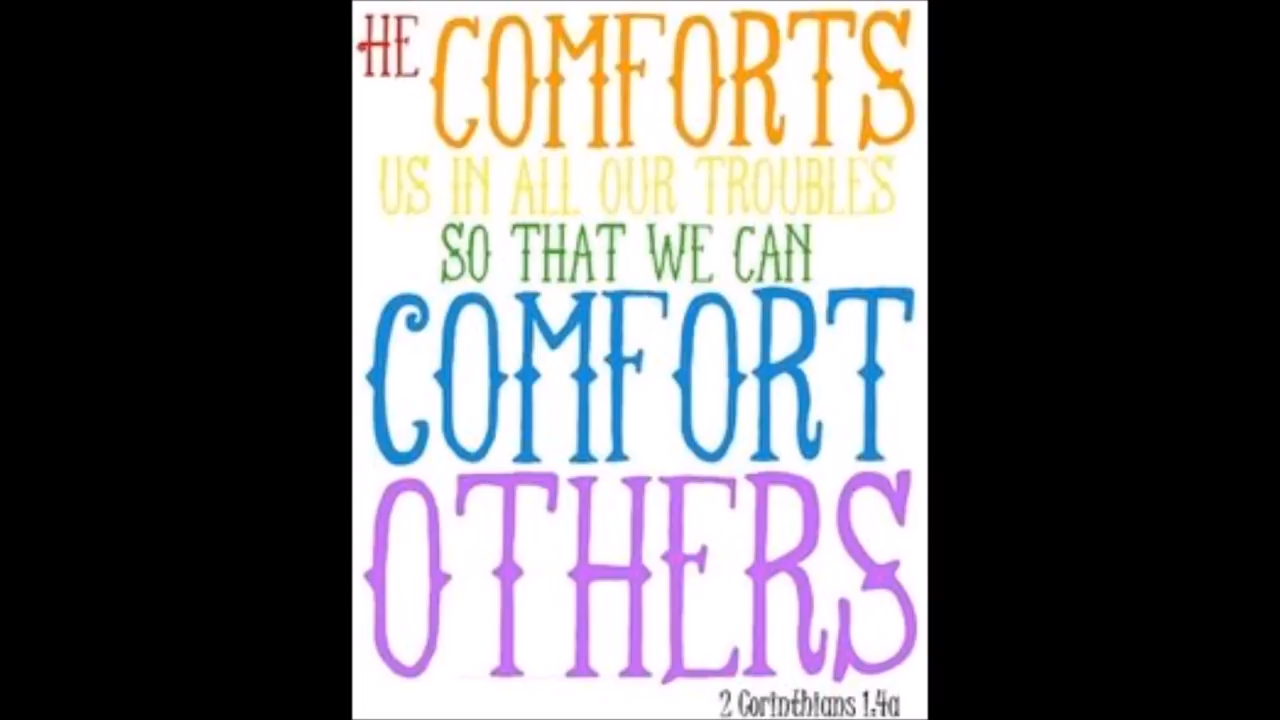 HE COMFORTS
US IN ALL OUR TROUBLES
SO THAT WE CAN
COMFORT
OTHERS
2 Corinthians 1:4a